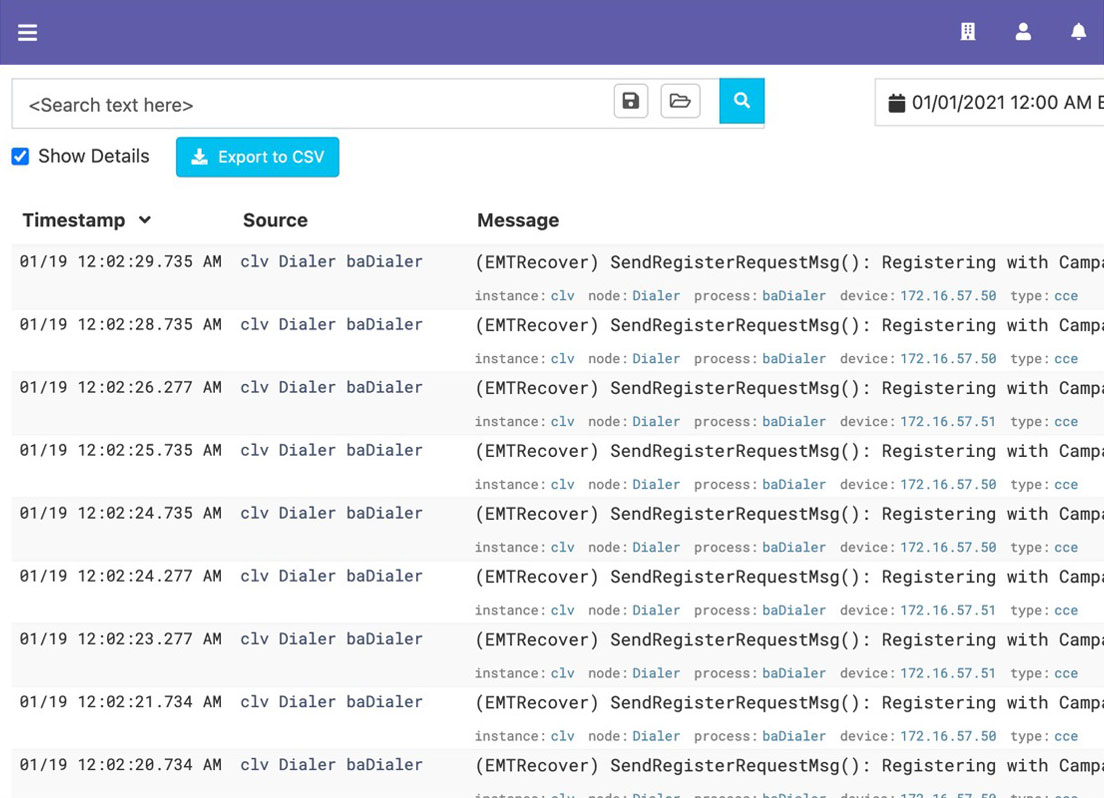 <Search text here>
01/01/2021 12:00 AM E
Show Details Export to CSV
Timestamp Source Message
01/19 12:02:29.735 AM clv Dialer baDialer (EMTRecover) SendRegisterRequestMsg(): Registering with Campa
instance: clv node: Dialer process: baDialer device: 172.16.57.50 type: cce
01/19 12:02:28.735 AM clv Dialer baDialer (EMTRecover) SendRegisterRequestMsg(): Registering with Campa
instance: clv node: Dialer process: baDialer device: 172.16.57.50 type: cce
01/19 12:02:26.277 AM clv Dialer baDialer (EMTRecover) SendRegisterRequestMsg(): Registering with Campa
instance: clv node: Dialer process: baDialer device: 172.16.57.51 type: cce
01/19 12:02:25.735 AM clv Dialer baDialer (EMTRecover) SendRegisterRequestMsg(): Registering with Campa
instance: clv node: Dialer process: baDialer device: 172.16.57.50 type: cce
01/19 12:02:24.735 AM clv Dialer baDialer (EMTRecover) SendRegisterRequestMsg(): Registering with Campa
instance: clv node: Dialer process: baDialer device: 172.16.57.50 type: cce
01/19 12:02:24.277 AM clv Dialer baDialer (EMTRecover) SendRegisterRequestMsg(): Registering with Campa
instance: clv node: Dialer process: baDialer device: 172.16.57.51 type: cce
01/19 12:02:23.277 AM clv Dialer baDialer (EMTRecover) SendRegisterRequestMsg(): Registering with Campa
instance: clv node: Dialer process: baDialer device: 172.16.57.51 type: cce
01/19 12:02:21.734 AM clv Dialer baDialer (EMTRecover) SendRegisterRequestMsg(): Registering with Campa
instance: clv node: Dialer process: baDialer device: 172.16.57.50 type: cce
01/19 12:02:20.734 AM clv Dialer baDialer (EMTRecover) SendRegisterRequestMsg(): Registering with Campa